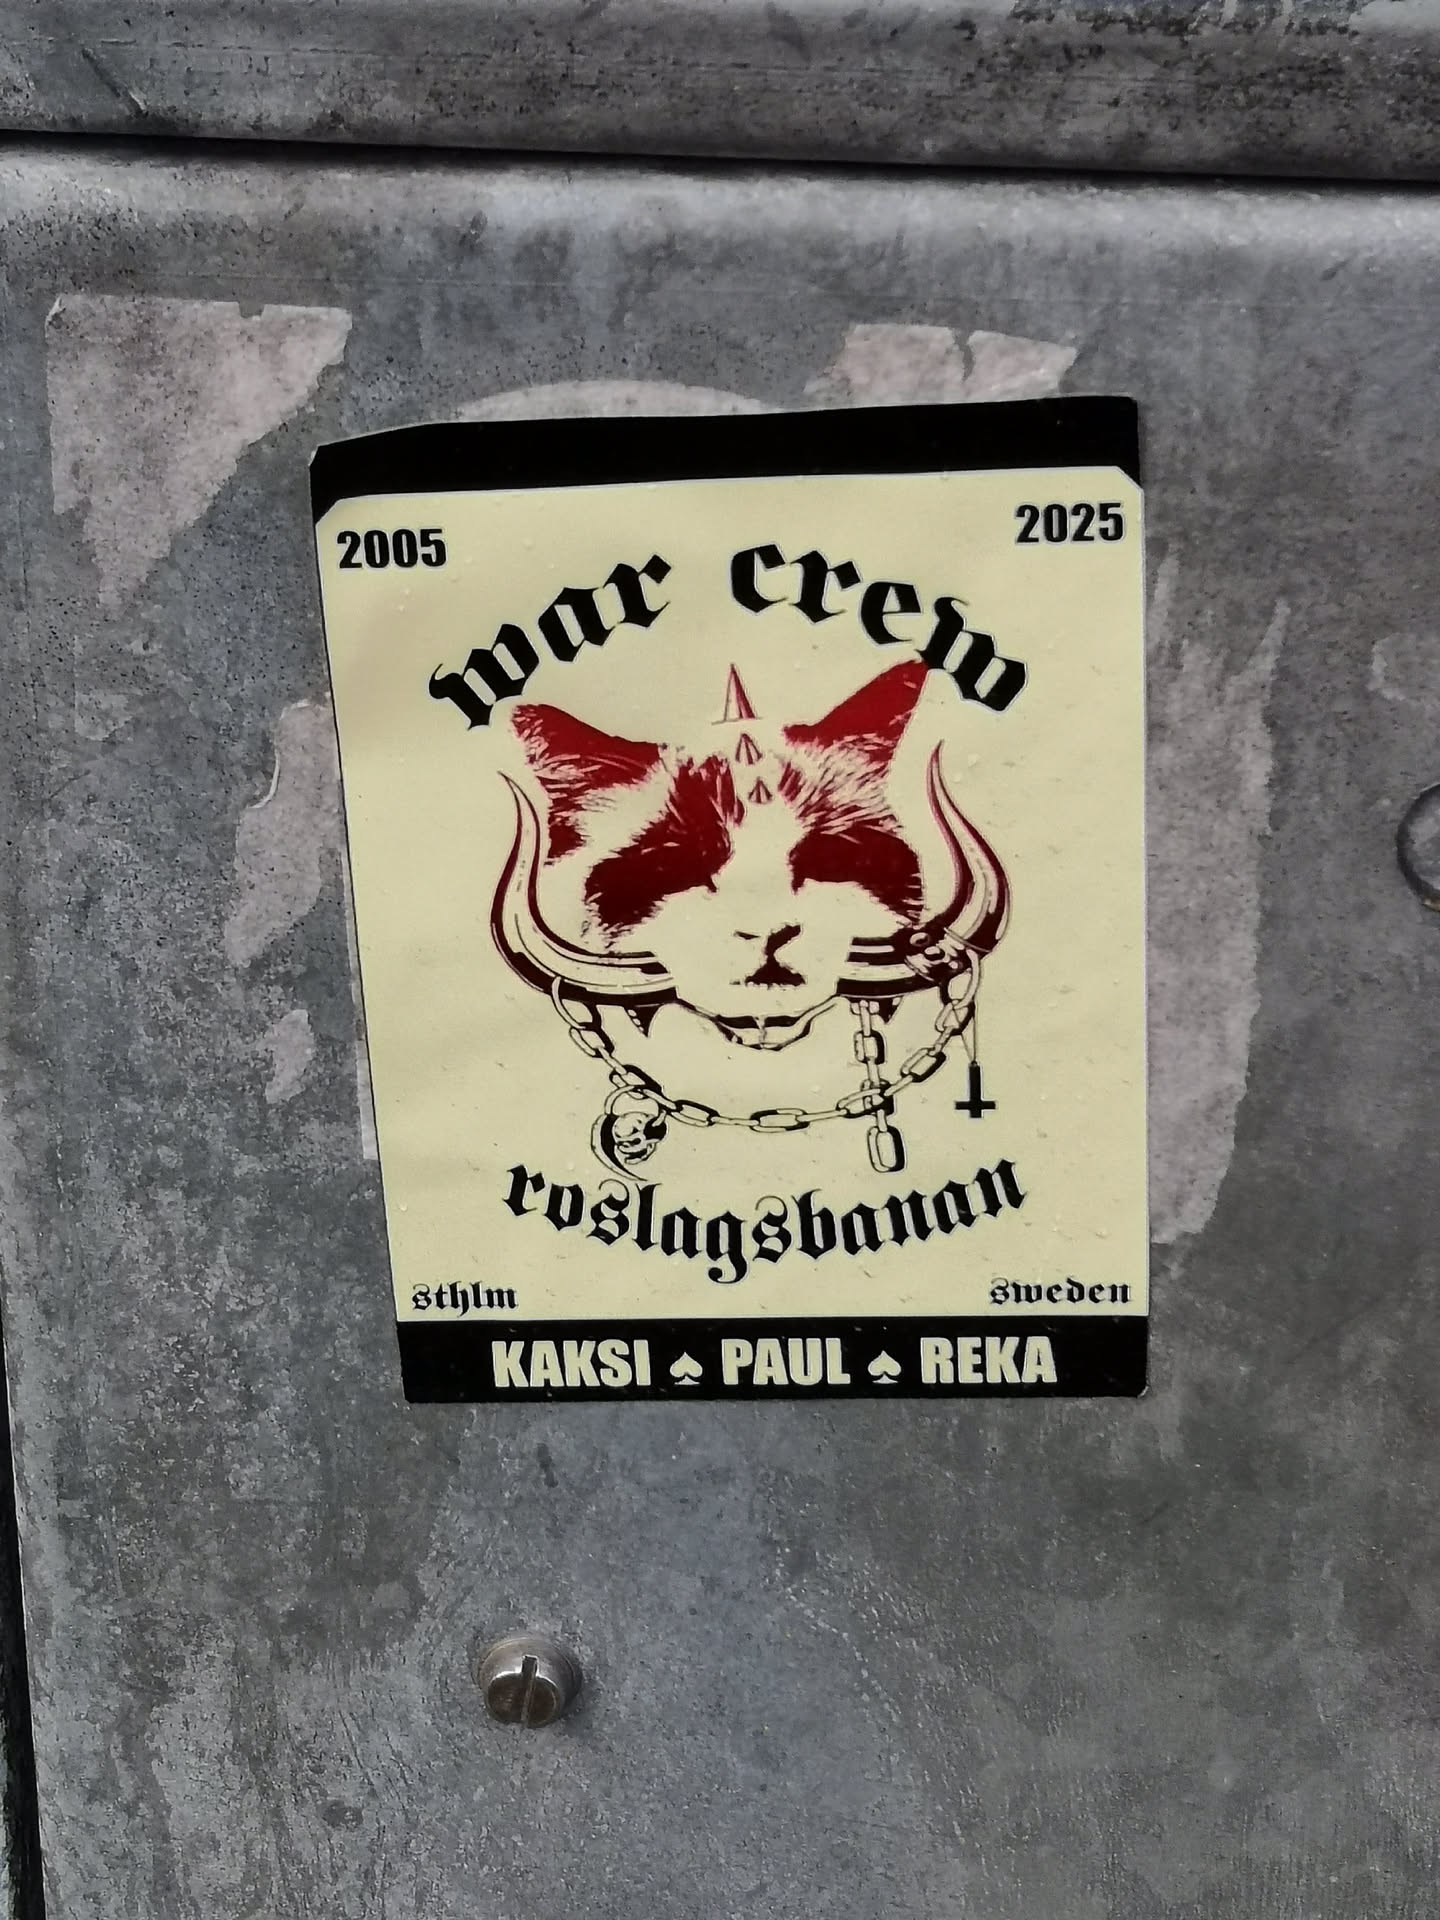 2005
2025
war crew
roslagsbanan
sthlm
sweden
KAKSI ♠ PAUL ♠ REKA